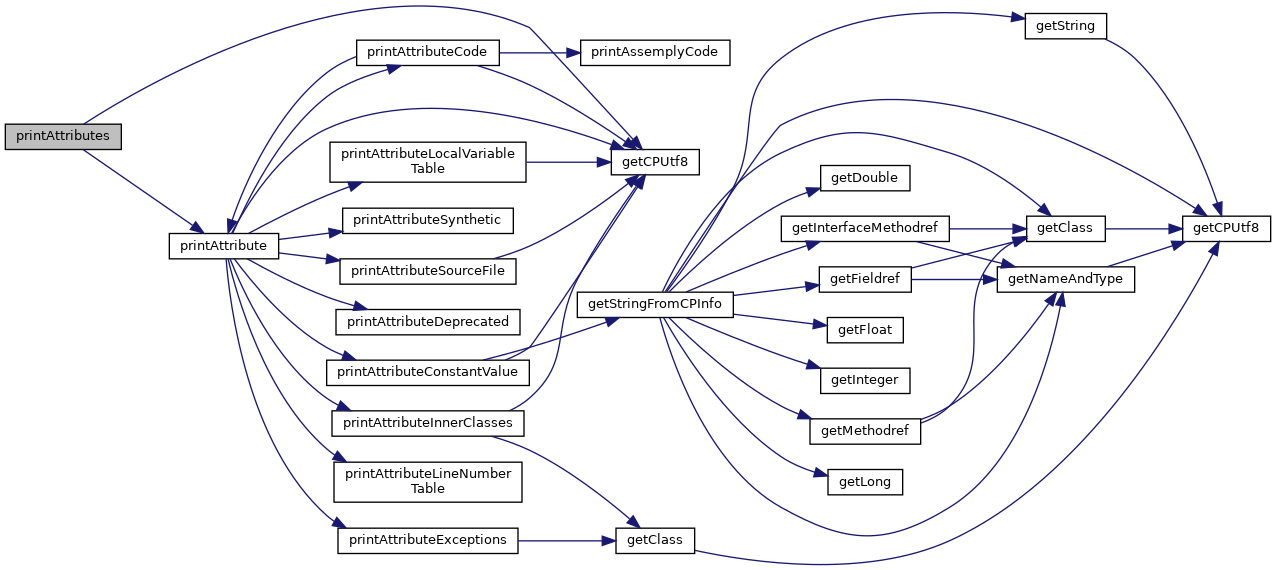 printAttributes
printAttribute
printAttributeCode
printAttributeLocalVariable
Table
printAttributeSynthetic
printAttributeSourceFile
printAttributeDeprecated
printAttributeConstantValue
printAttributeInnerClasses
printAttributeLineNumber
Table
printAttributeExceptions
printAssemplyCode
getCPUtf8
getStringFromCPInfo
getClass
getDouble
getInterfaceMethodref
getFieldref
getFloat
getInteger
getMethodref
getLong
getString
getClass
getNameAndType
getCPUtf8